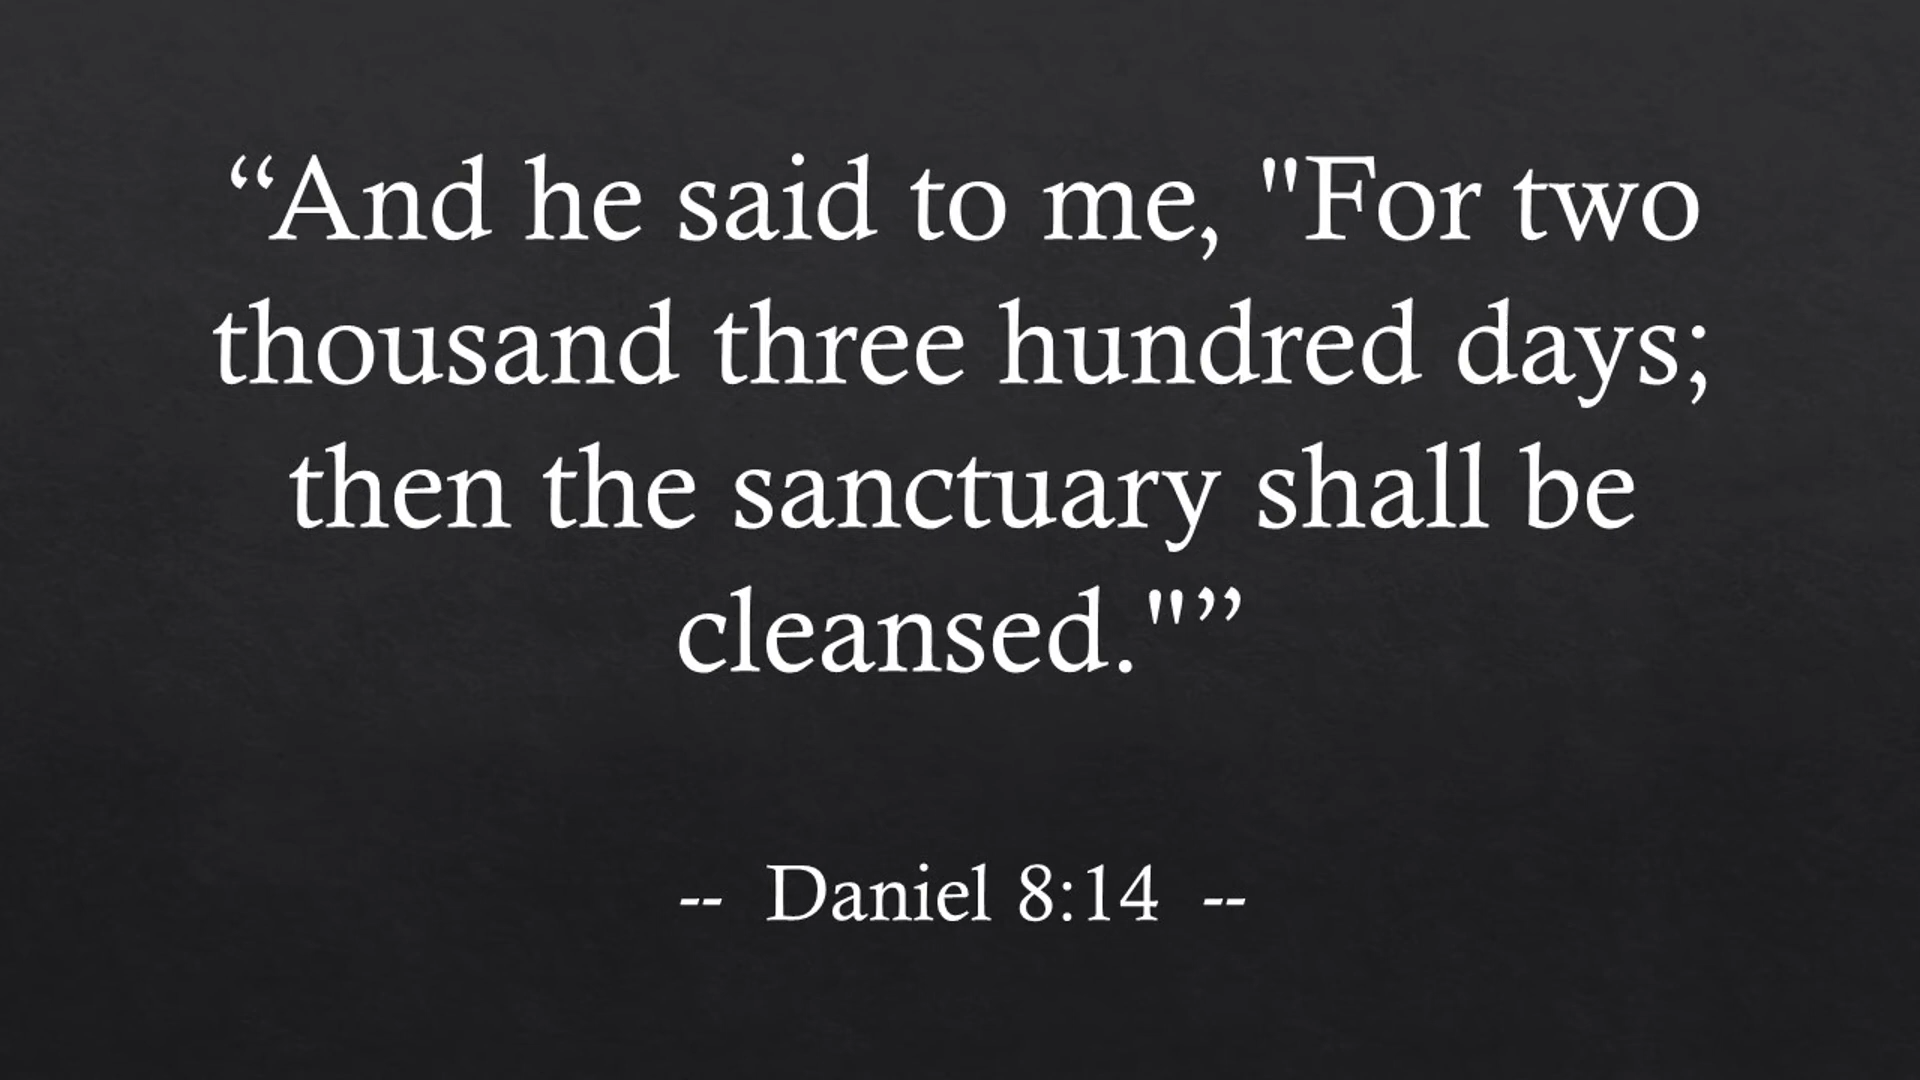 “And he said to me, "For two
thousand three hundred days;
then the sanctuary shall be
cleansed."”
-- Daniel 8:14 --